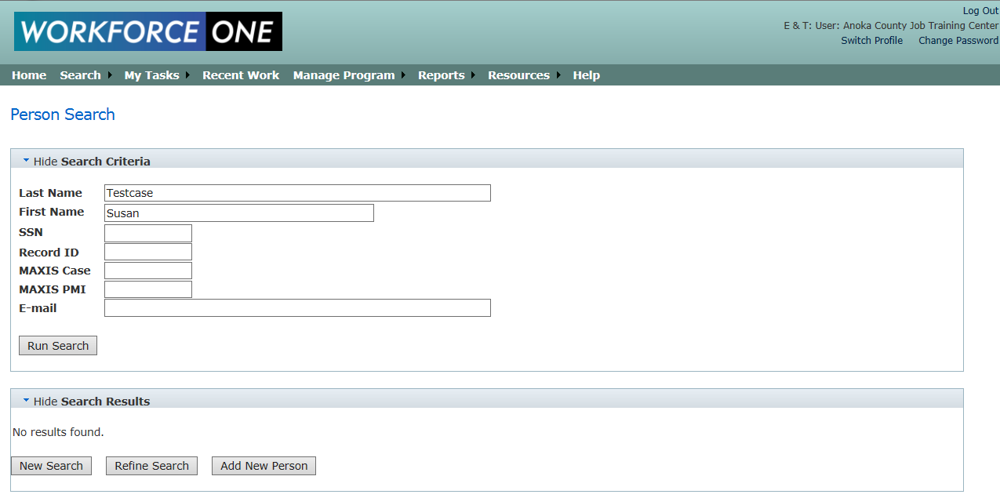 WORKFORCE ONE
Log Out
E & T: User: Anoka County Job Training Center
Switch Profile Change Password
Home Search My Tasks Recent Work Manage Program Reports Resources Help
Person Search
Hide Search Criteria
Last Name Testcase
First Name Susan
SSN
Record ID
MAXIS Case
MAXIS PMI
E-mail
Run Search
Hide Search Results
No results found.
New Search Refine Search Add New Person